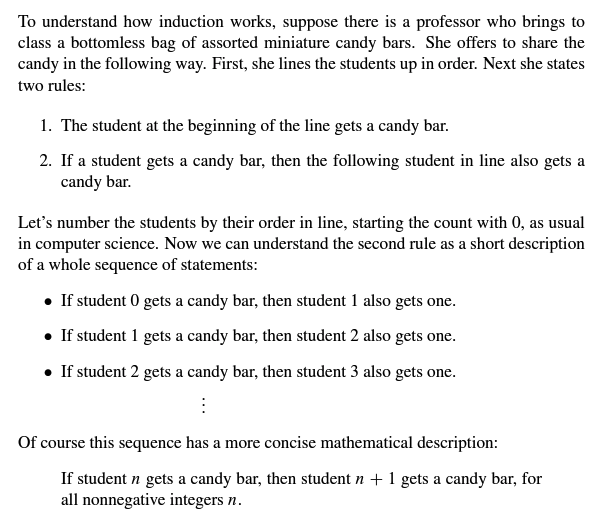 To understand how induction works, suppose there is a professor who brings to
class a bottomless bag of assorted miniature candy bars. She offers to share the
candy in the following way. First, she lines the students up in order. Next she states
two rules:
1. The student at the beginning of the line gets a candy bar.
2. If a student gets a candy bar, then the following student in line also gets a
candy bar.
Let’s number the students by their order in line, starting the count with 0, as usual
in computer science. Now we can understand the second rule as a short description
of a whole sequence of statements:
• If student 0 gets a candy bar, then student 1 also gets one.
• If student 1 gets a candy bar, then student 2 also gets one.
• If student 2 gets a candy bar, then student 3 also gets one.
⋮
Of course this sequence has a more concise mathematical description:
If student n gets a candy bar, then student n + 1 gets a candy bar, for
all nonnegative integers n.